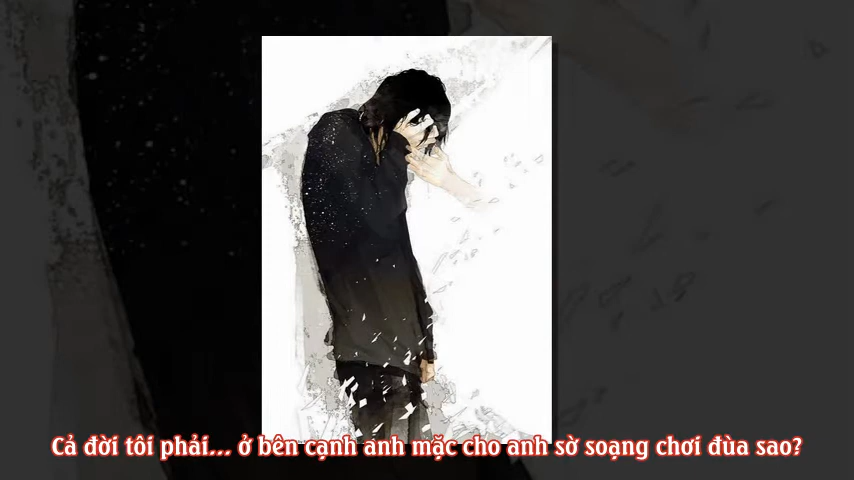 Cả đời tôi phải... ở bên cạnh anh mặc cho anh sờ soạng chơi đùa sao?